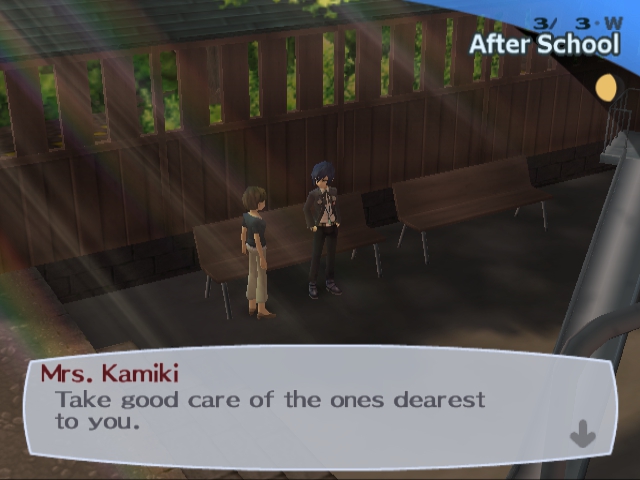 3/ 3·W
After School
Mrs. Kamiki
Take good care of the ones dearest
to you.